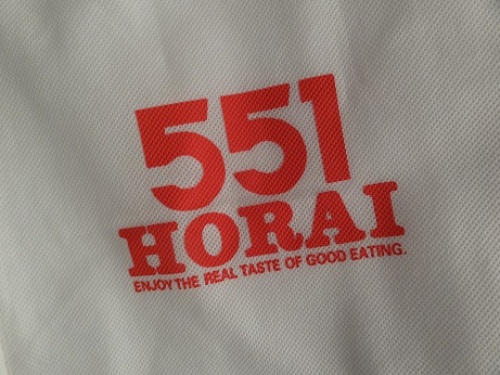 551
HORAI
ENJOY THE REAL TASTE OF GOOD EATING.